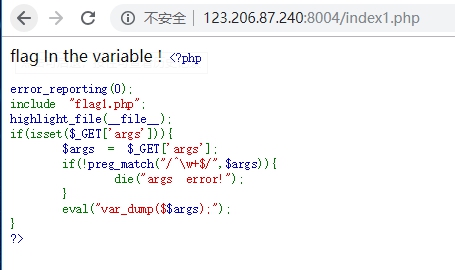 不安全 | 123.206.87.240:8004/index1.php
flag In the variable ! <?php
error_reporting(0);
include "flag1.php";
highlight_file(__file__);
if(isset($_GET['args'])){
$args = $_GET['args'];
if(!preg_match("/^\w+$/",$args)){
die("args error!");
}
eval("var_dump($$args);");
}
?>